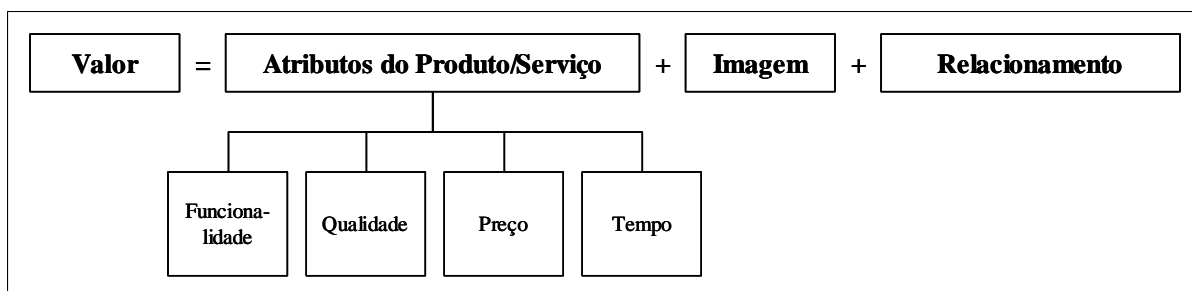 Valor = Atributos do Produto/Serviço + Imagem + Relacionamento
Funciona-
lidade
Qualidade
Preço
Tempo